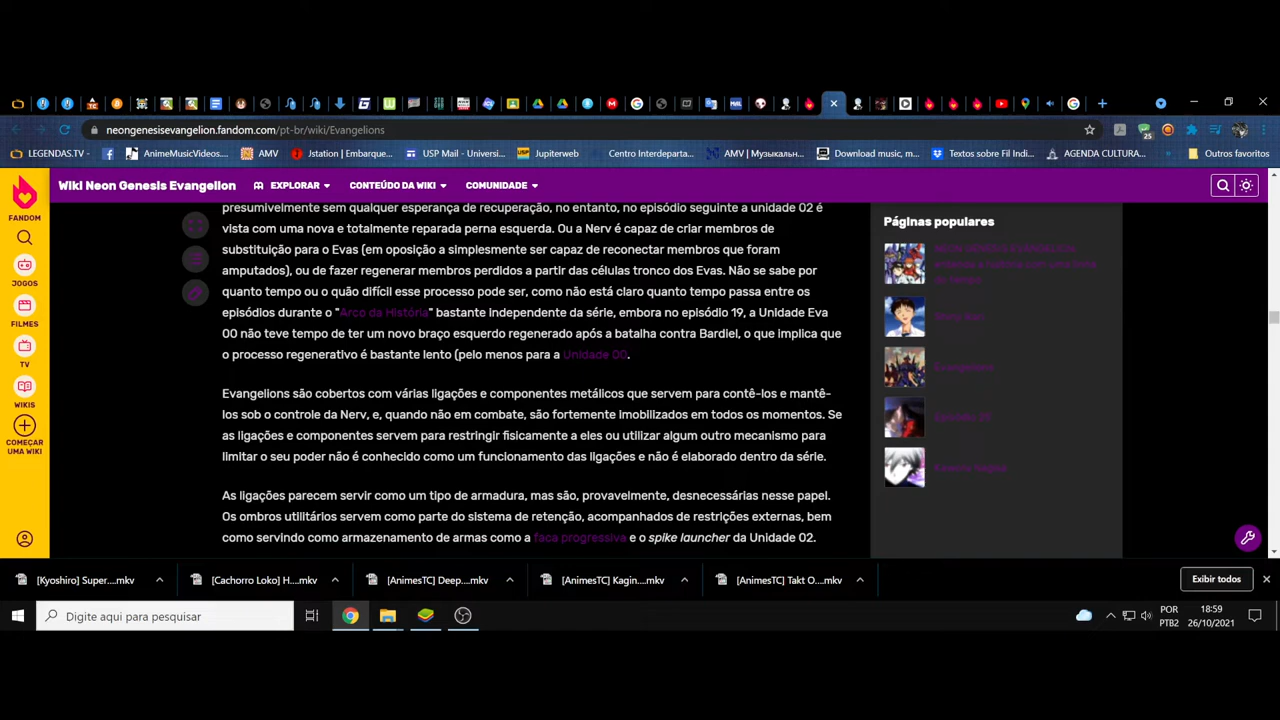 neongenesisevangelion.fandom.com/pt-br/wiki/Evangelions
25
LEGENDAS.TV -
AnimeMusicVideos....
AMV
Jstation | Embarque...
USP Mail - Universi...
Jupiterweb
Centro Interdeparta...
AMV | Музыкальн...
Download music, m...
Textos sobre Fil Indi...
AGENDA CULTURA...
Outros favoritos
FANDOM
JOGOS
FILMES
TV
WIKIS
COMEÇAR
UMA WIKI
Wiki Neon Genesis Evangelion
EXPLORAR
CONTEÚDO DA WIKI
COMUNIDADE
presumivelmente sem qualquer esperança de recuperação, no entanto, no episódio seguinte a unidade 02 é
vista com uma nova e totalmente reparada perna esquerda. Ou a Nerv é capaz de criar membros de
substituição para o Evas (em oposição a simplesmente ser capaz de reconectar membros que foram
amputados), ou de fazer regenerar membros perdidos a partir das células tronco dos Evas. Não se sabe por
quanto tempo ou o quão difícil esse processo pode ser, como não está claro quanto tempo passa entre os
episódios durante o "Arco da História" bastante independente da série, embora no episódio 19, a Unidade Eva
00 não teve tempo de ter um novo braço esquerdo regenerado após a batalha contra Bardiel, o que implica que
o processo regenerativo é bastante lento (pelo menos para a Unidade 00.
Evangelions são cobertos com várias ligações e componentes metálicos que servem para contê-los e mantê-
los sob o controle da Nerv, e, quando não em combate, são fortemente imobilizados em todos os momentos. Se
as ligações e componentes servem para restringir fisicamente a eles ou utilizar algum outro mecanismo para
limitar o seu poder não é conhecido como um funcionamento das ligações e não é elaborado dentro da série.
As ligações parecem servir como um tipo de armadura, mas são, provavelmente, desnecessárias nesse papel.
Os ombros utilitários servem como parte do sistema de retenção, acompanhados de restrições externas, bem
como servindo como armazenamento de armas como a faca progressiva e o spike launcher da Unidade 02.
Páginas populares
Evangelions
[Kyoshiro] Super....mkv
[Cachorro Loko] H....mkv
[AnimesTC] Deep....mkv
[AnimesTC] Kagin....mkv
[AnimesTC] Takt O....mkv
Exibir todos
Digite aqui para pesquisar
POR
PTB2
18:59
26/10/2021